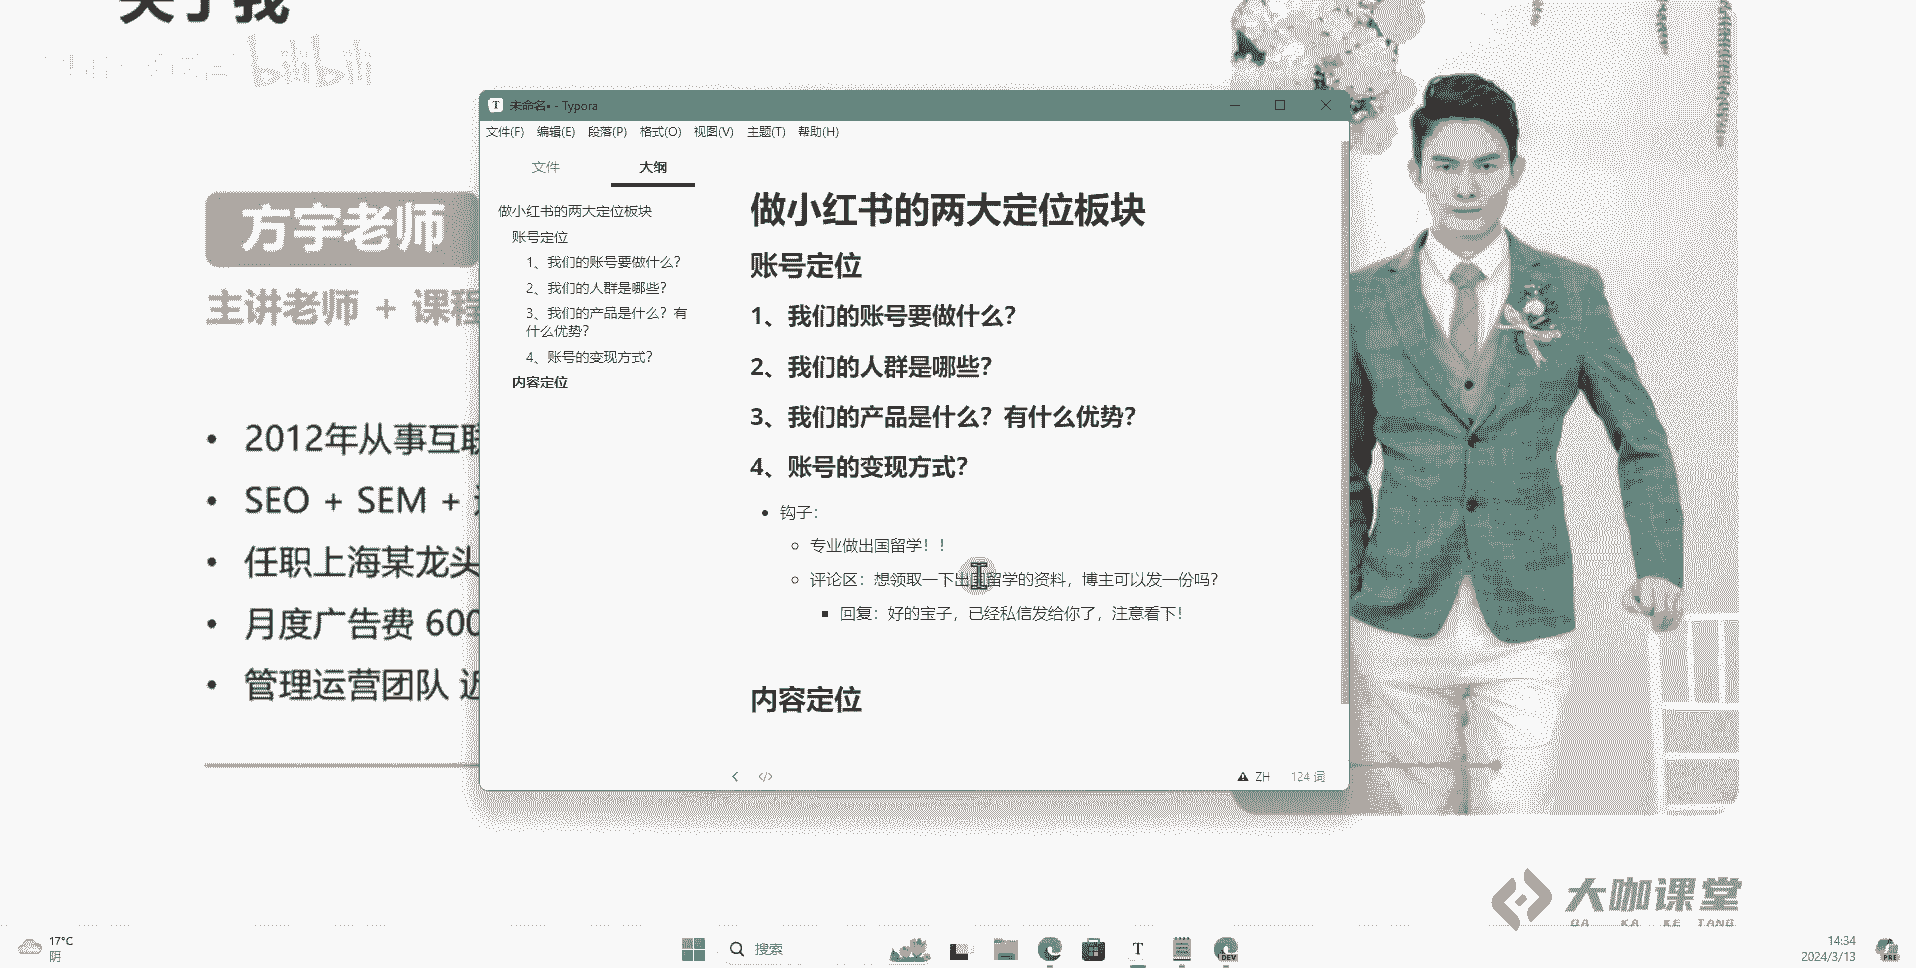 关于我
bilibili
未命名• - Typora
文件(F) 编辑(E) 段落(P) 格式(O) 视图(V) 主题(T) 帮助(H)
文件 大纲
做小红书的两大定位板块
账号定位
1、我们的账号要做什么？
2、我们的人群是哪些？
3、我们的产品是什么？有
什么优势？
4、账号的变现方式？
内容定位
做小红书的两大定位板块
账号定位
1、我们的账号要做什么？
2、我们的人群是哪些？
3、我们的产品是什么？有什么优势？
4、账号的变现方式？
• 钩子：
专业做出国留学！！
评论区：想领取一下出国留学的资料，博主可以发一份吗？
回复：好的宝子，已经私信发给你了，注意看下！
内容定位
ZH 124 词
方宇老师
主讲老师 + 课程
• 2012年从事互联
• SEO + SEM +
• 任职上海某龙头
• 月度广告费 600
• 管理运营团队 近
大咖课堂
DA KA KE TANG
17°C
阴
搜索
T
DEV
14:34
2024/3/13
PRE